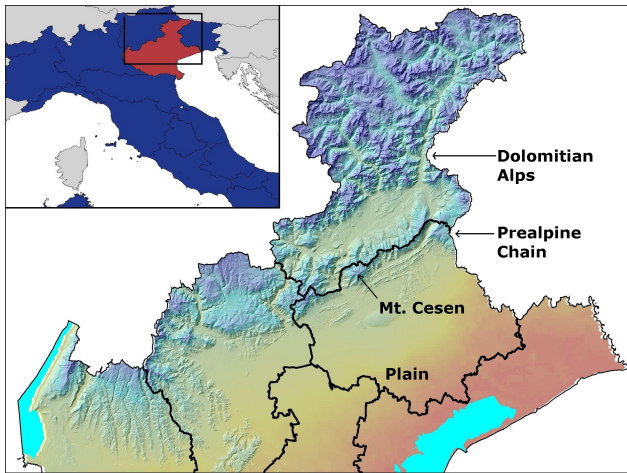 Dolomitian
Alps
Prealpine
Chain
Mt. Cesen
Plain